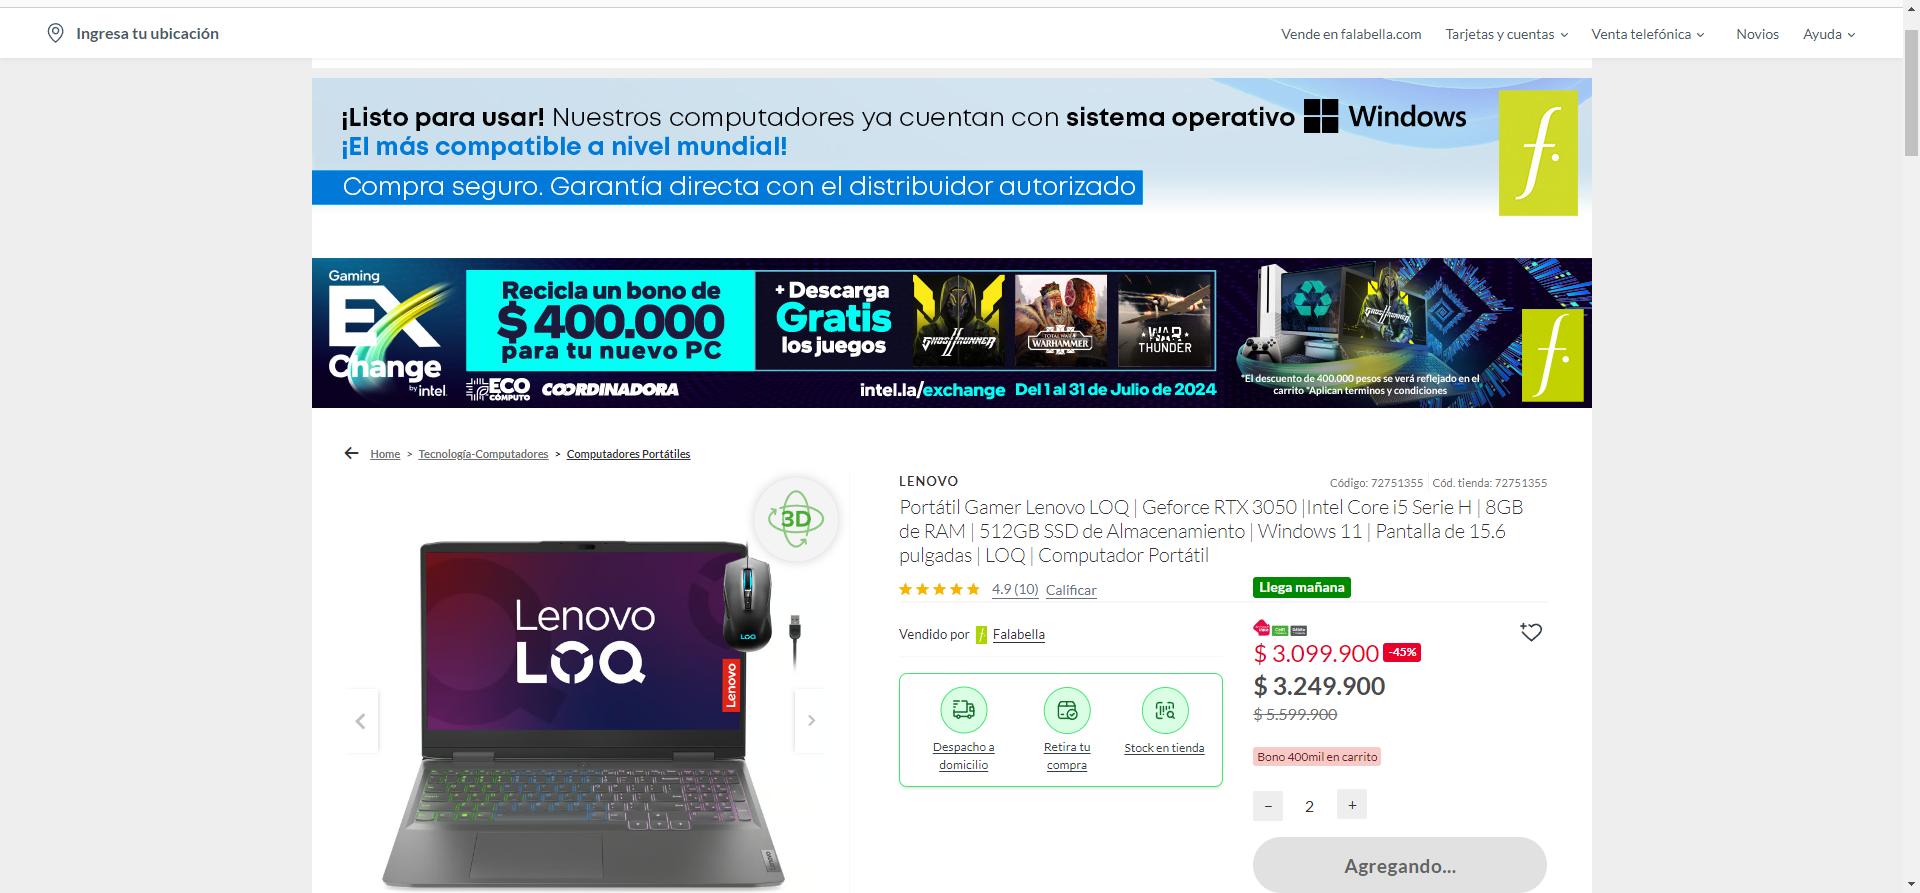 Ingresa tu ubicación
Vende en falabella.com
Tarjetas y cuentas
Venta telefónica
Novios
Ayuda
¡Listo para usar! Nuestros computadores ya cuentan con sistema operativo Windows
¡El más compatible a nivel mundial!
Compra seguro. Garantía directa con el distribuidor autorizado
f.
Gaming
EX
Change
by intel.
Recicla un bono de
$400.000
para tu nuevo PC
+ Descarga
Gratis
los juegos
GHOSTRUNNER II
TOTAL WAR
WARHAMMER
WAR
THUNDER
ECO
CÓMPUTO
COORDINADORA
intel.la/exchange Del 1 al 31 de Julio de 2024
*El descuento de 400.000 pesos se verá reflejado en el
carrito *Aplican terminos y condiciones
f.
Home > Tecnología-Computadores > Computadores Portátiles
3D
Lenovo
LOQ
Lenovo
LOQ
LENOVO
Código: 72751355
Cód. tienda: 72751355
Portátil Gamer Lenovo LOQ | Geforce RTX 3050 |Intel Core i5 Serie H | 8GB
de RAM | 512GB SSD de Almacenamiento | Windows 11 | Pantalla de 15.6
pulgadas | LOQ | Computador Portátil
4.9 (10)
Calificar
Llega mañana
Vendido por f Falabella
$ 3.099.900 -45%
$ 3.249.900
$ 5.599.900
Despacho a
domicilio
Retira tu
compra
Stock en tienda
Bono 400mil en carrito
− 2 +
Agregando...